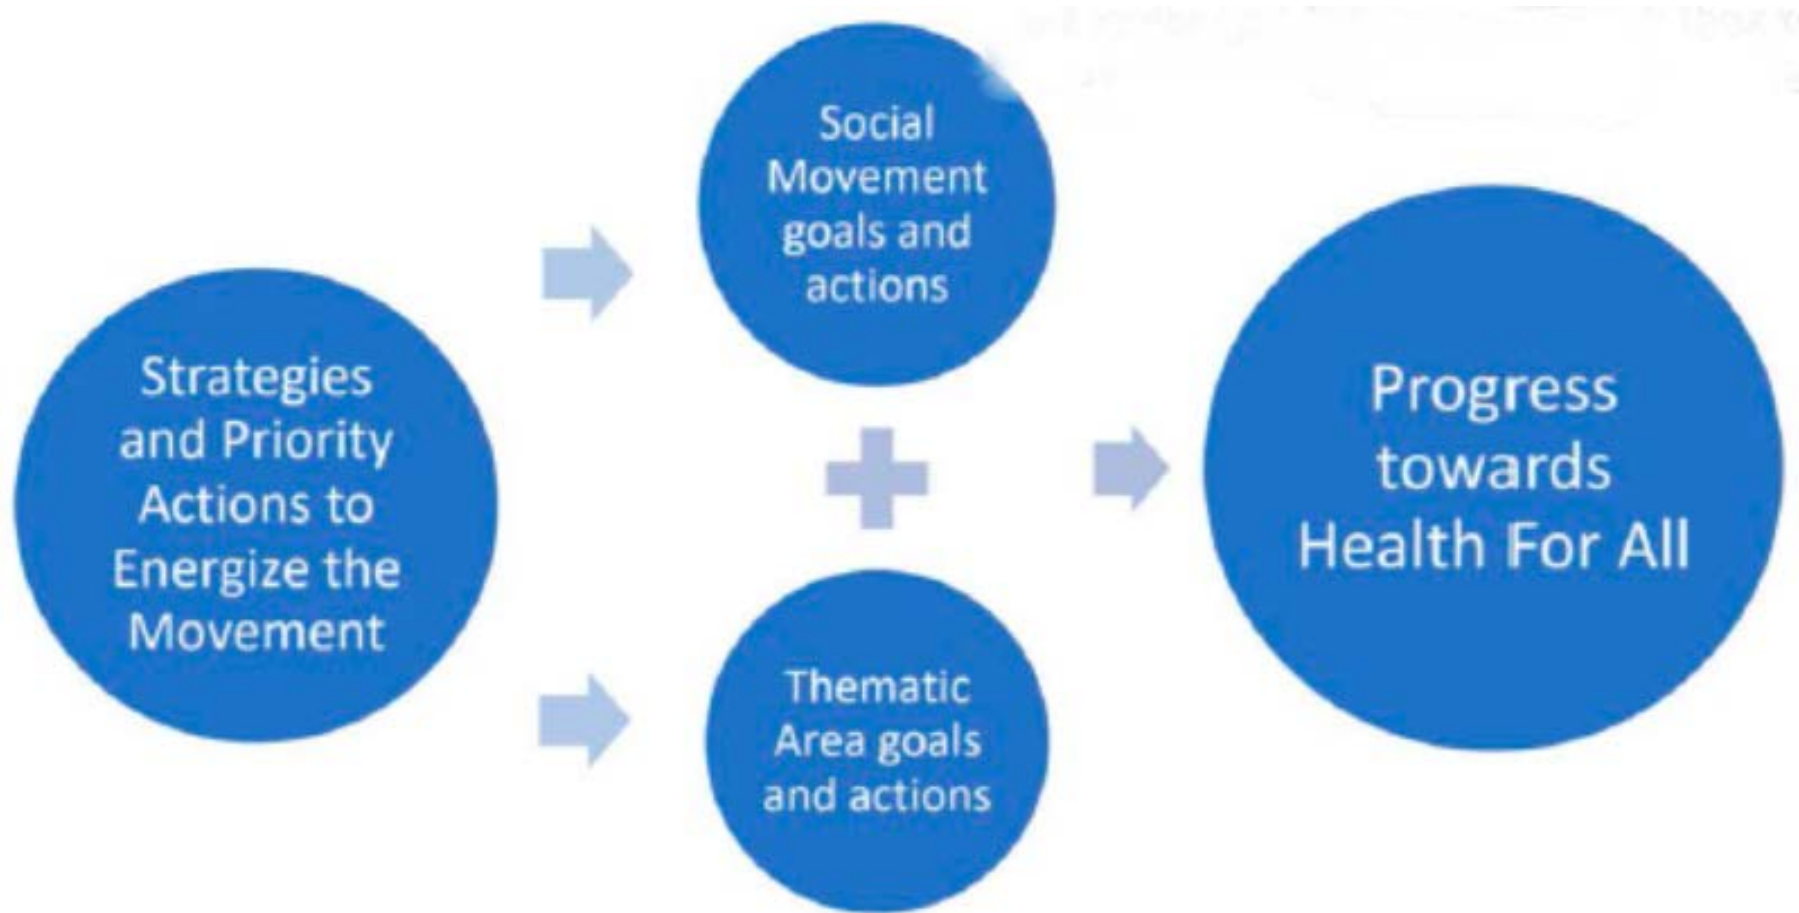 Social
Movement
goals and
actions
Strategies
and Priority
Actions to
Energize the
Movement
Progress
towards
Health For All
Thematic
Area goals
and actions